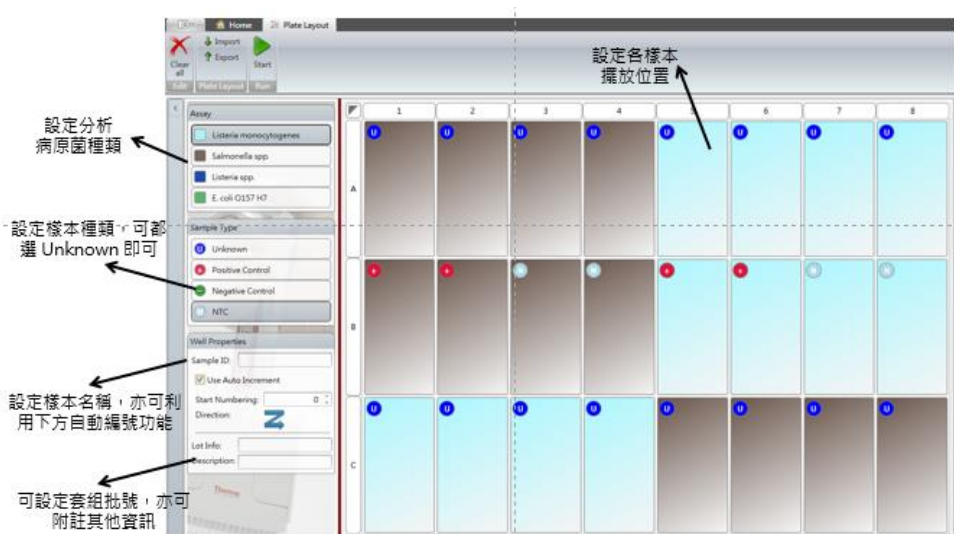 Home
Plate Layout
Import
Export
Clear
all
Start
Edit
Plate Layout
Run
設定各樣本
擺放位置
設定分析
病原菌種類
Assay
Listeria monocytogenes
Salmonella spp.
Listeria spp.
E. coli O157 H7
設定樣本種類，可都
選 Unknown 即可
Sample Type
U Unknown
+ Positive Control
− Negative Control
N NTC
Well Properties
Sample ID:
Use Auto Increment
Start Numbering: 0
Direction:
設定樣本名稱，亦可利
用下方自動編號功能
Lot Info:
Description:
可設定套組批號，亦可
附註其他資訊
Thermo
1 2 3 4 5 6 7 8
A U U U U U U U U
B + + N N + + N N
C U U U U U U U U